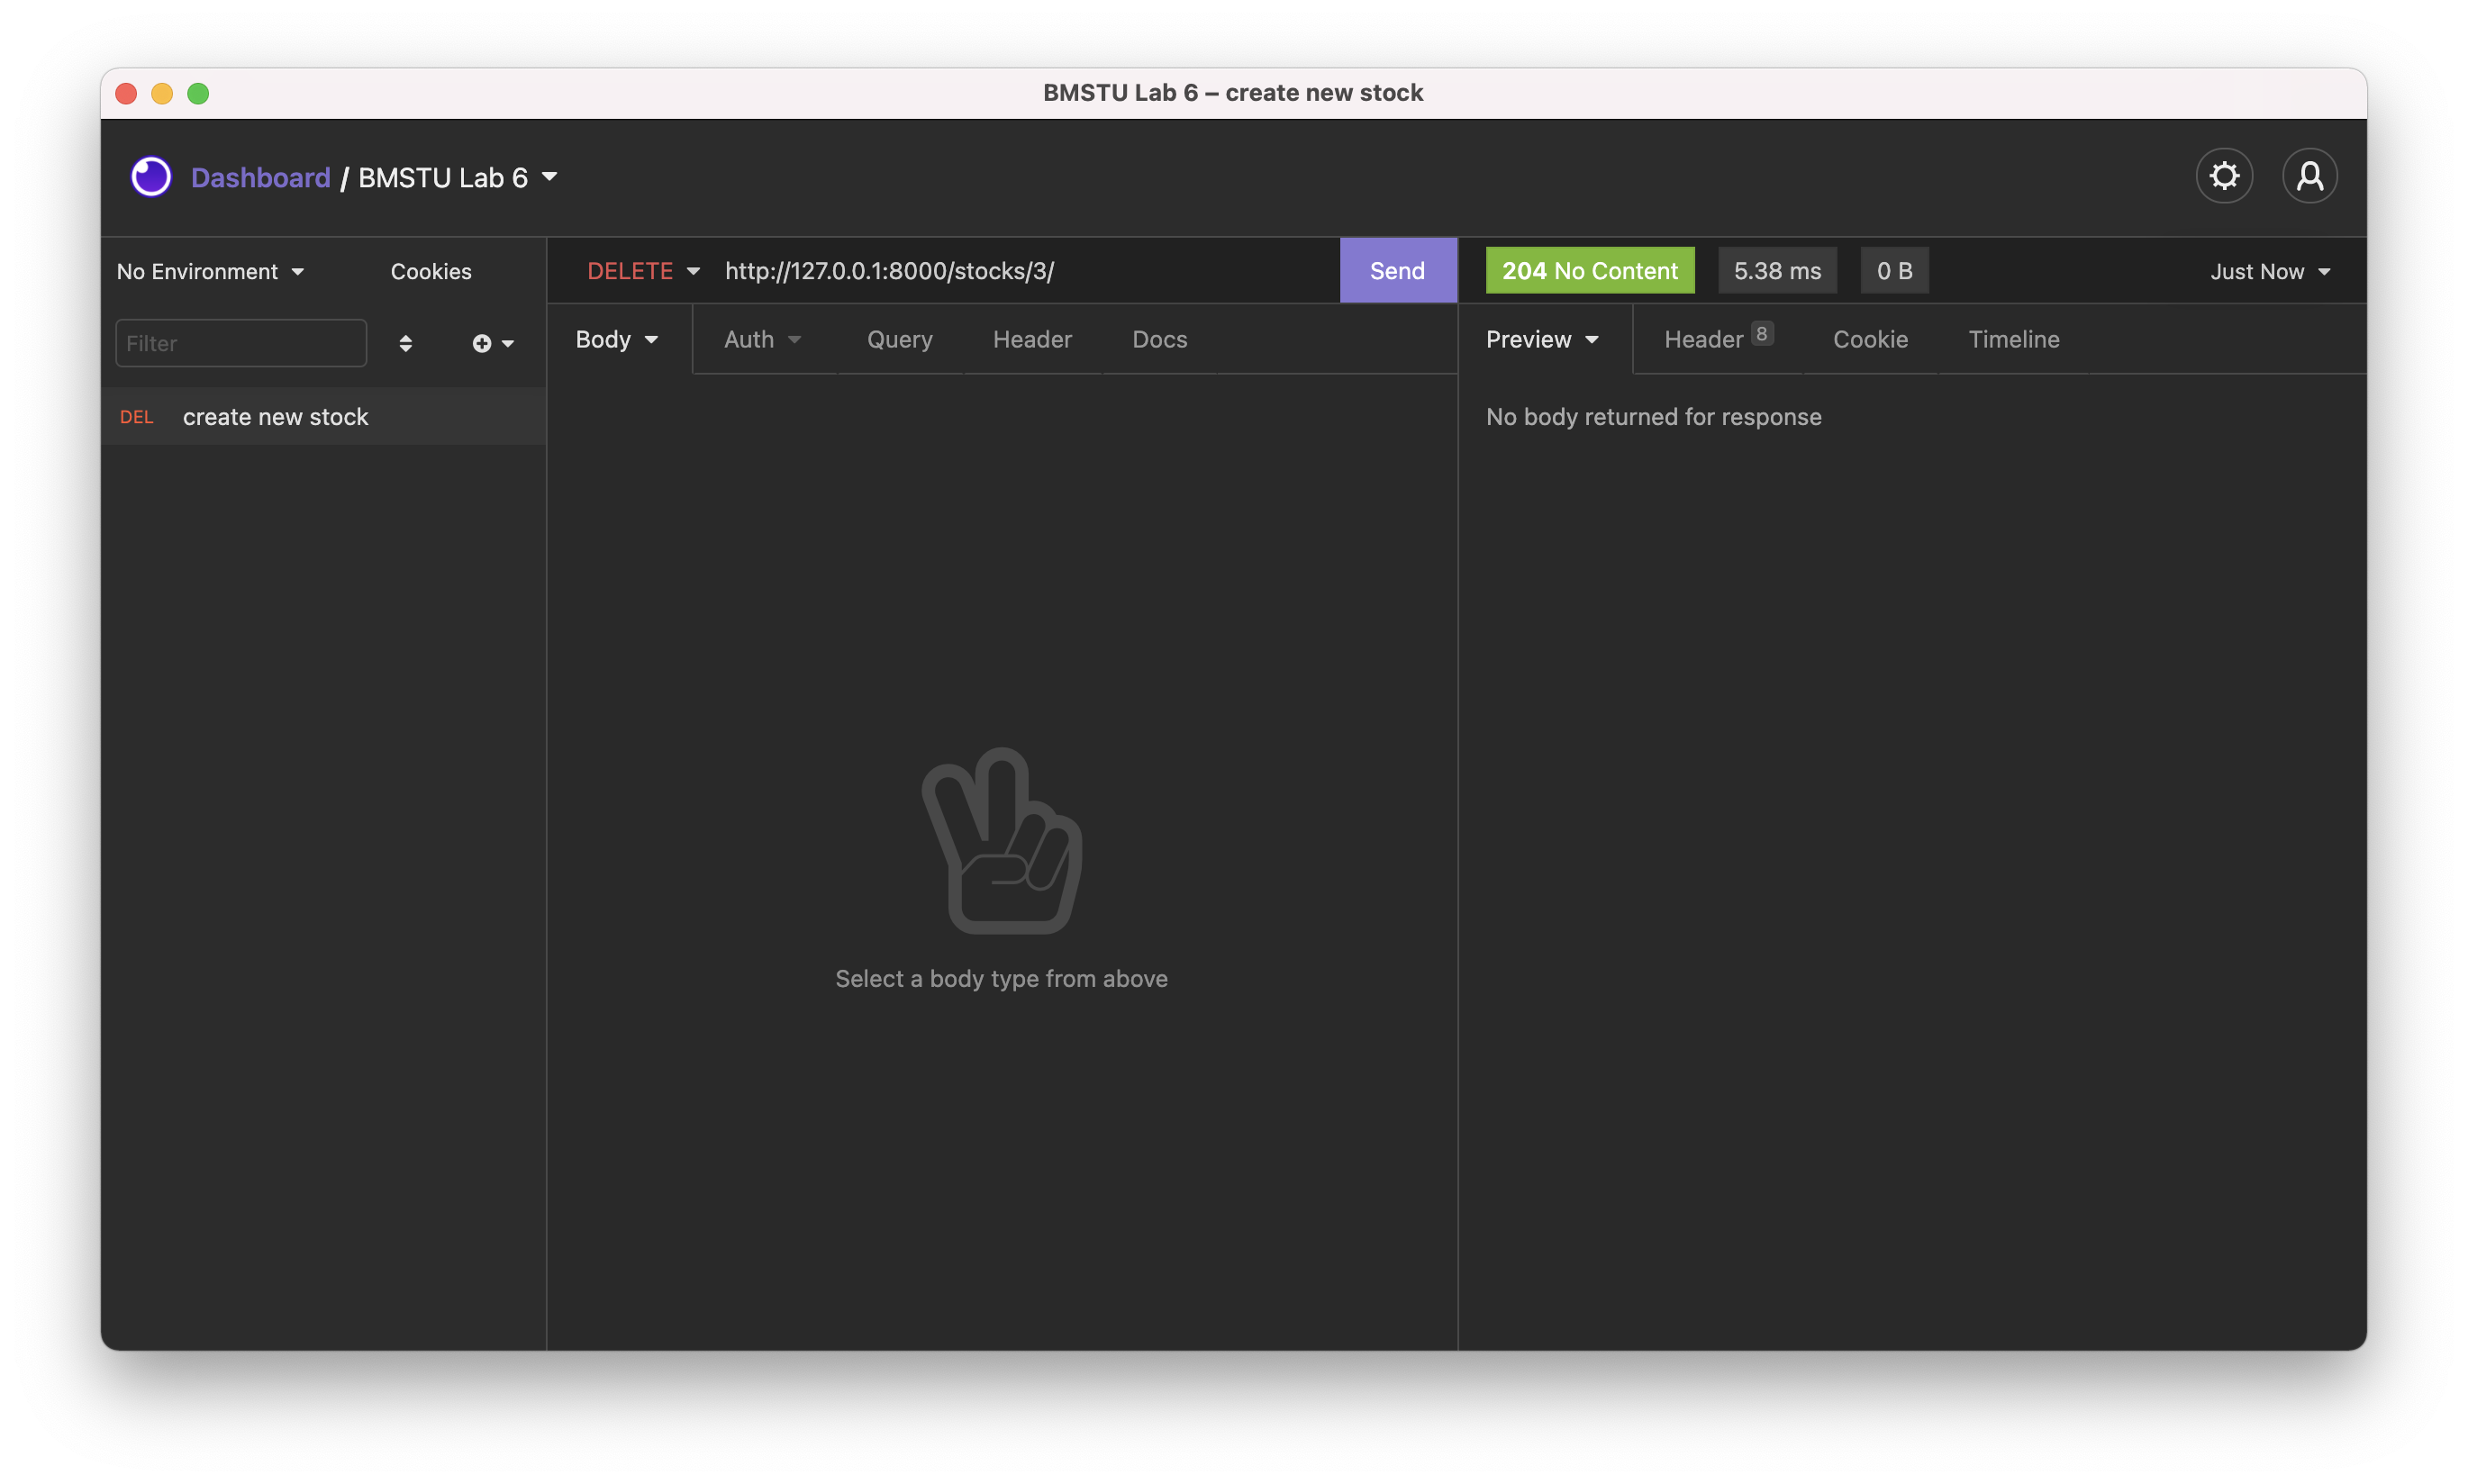 BMSTU Lab 6 – create new stock
Dashboard / BMSTU Lab 6
No Environment
Cookies
Filter
DEL create new stock
DELETE http://127.0.0.1:8000/stocks/3/
Send
Body Auth Query Header Docs
Select a body type from above
204 No Content 5.38 ms 0 B Just Now
Preview Header 8 Cookie Timeline
No body returned for response